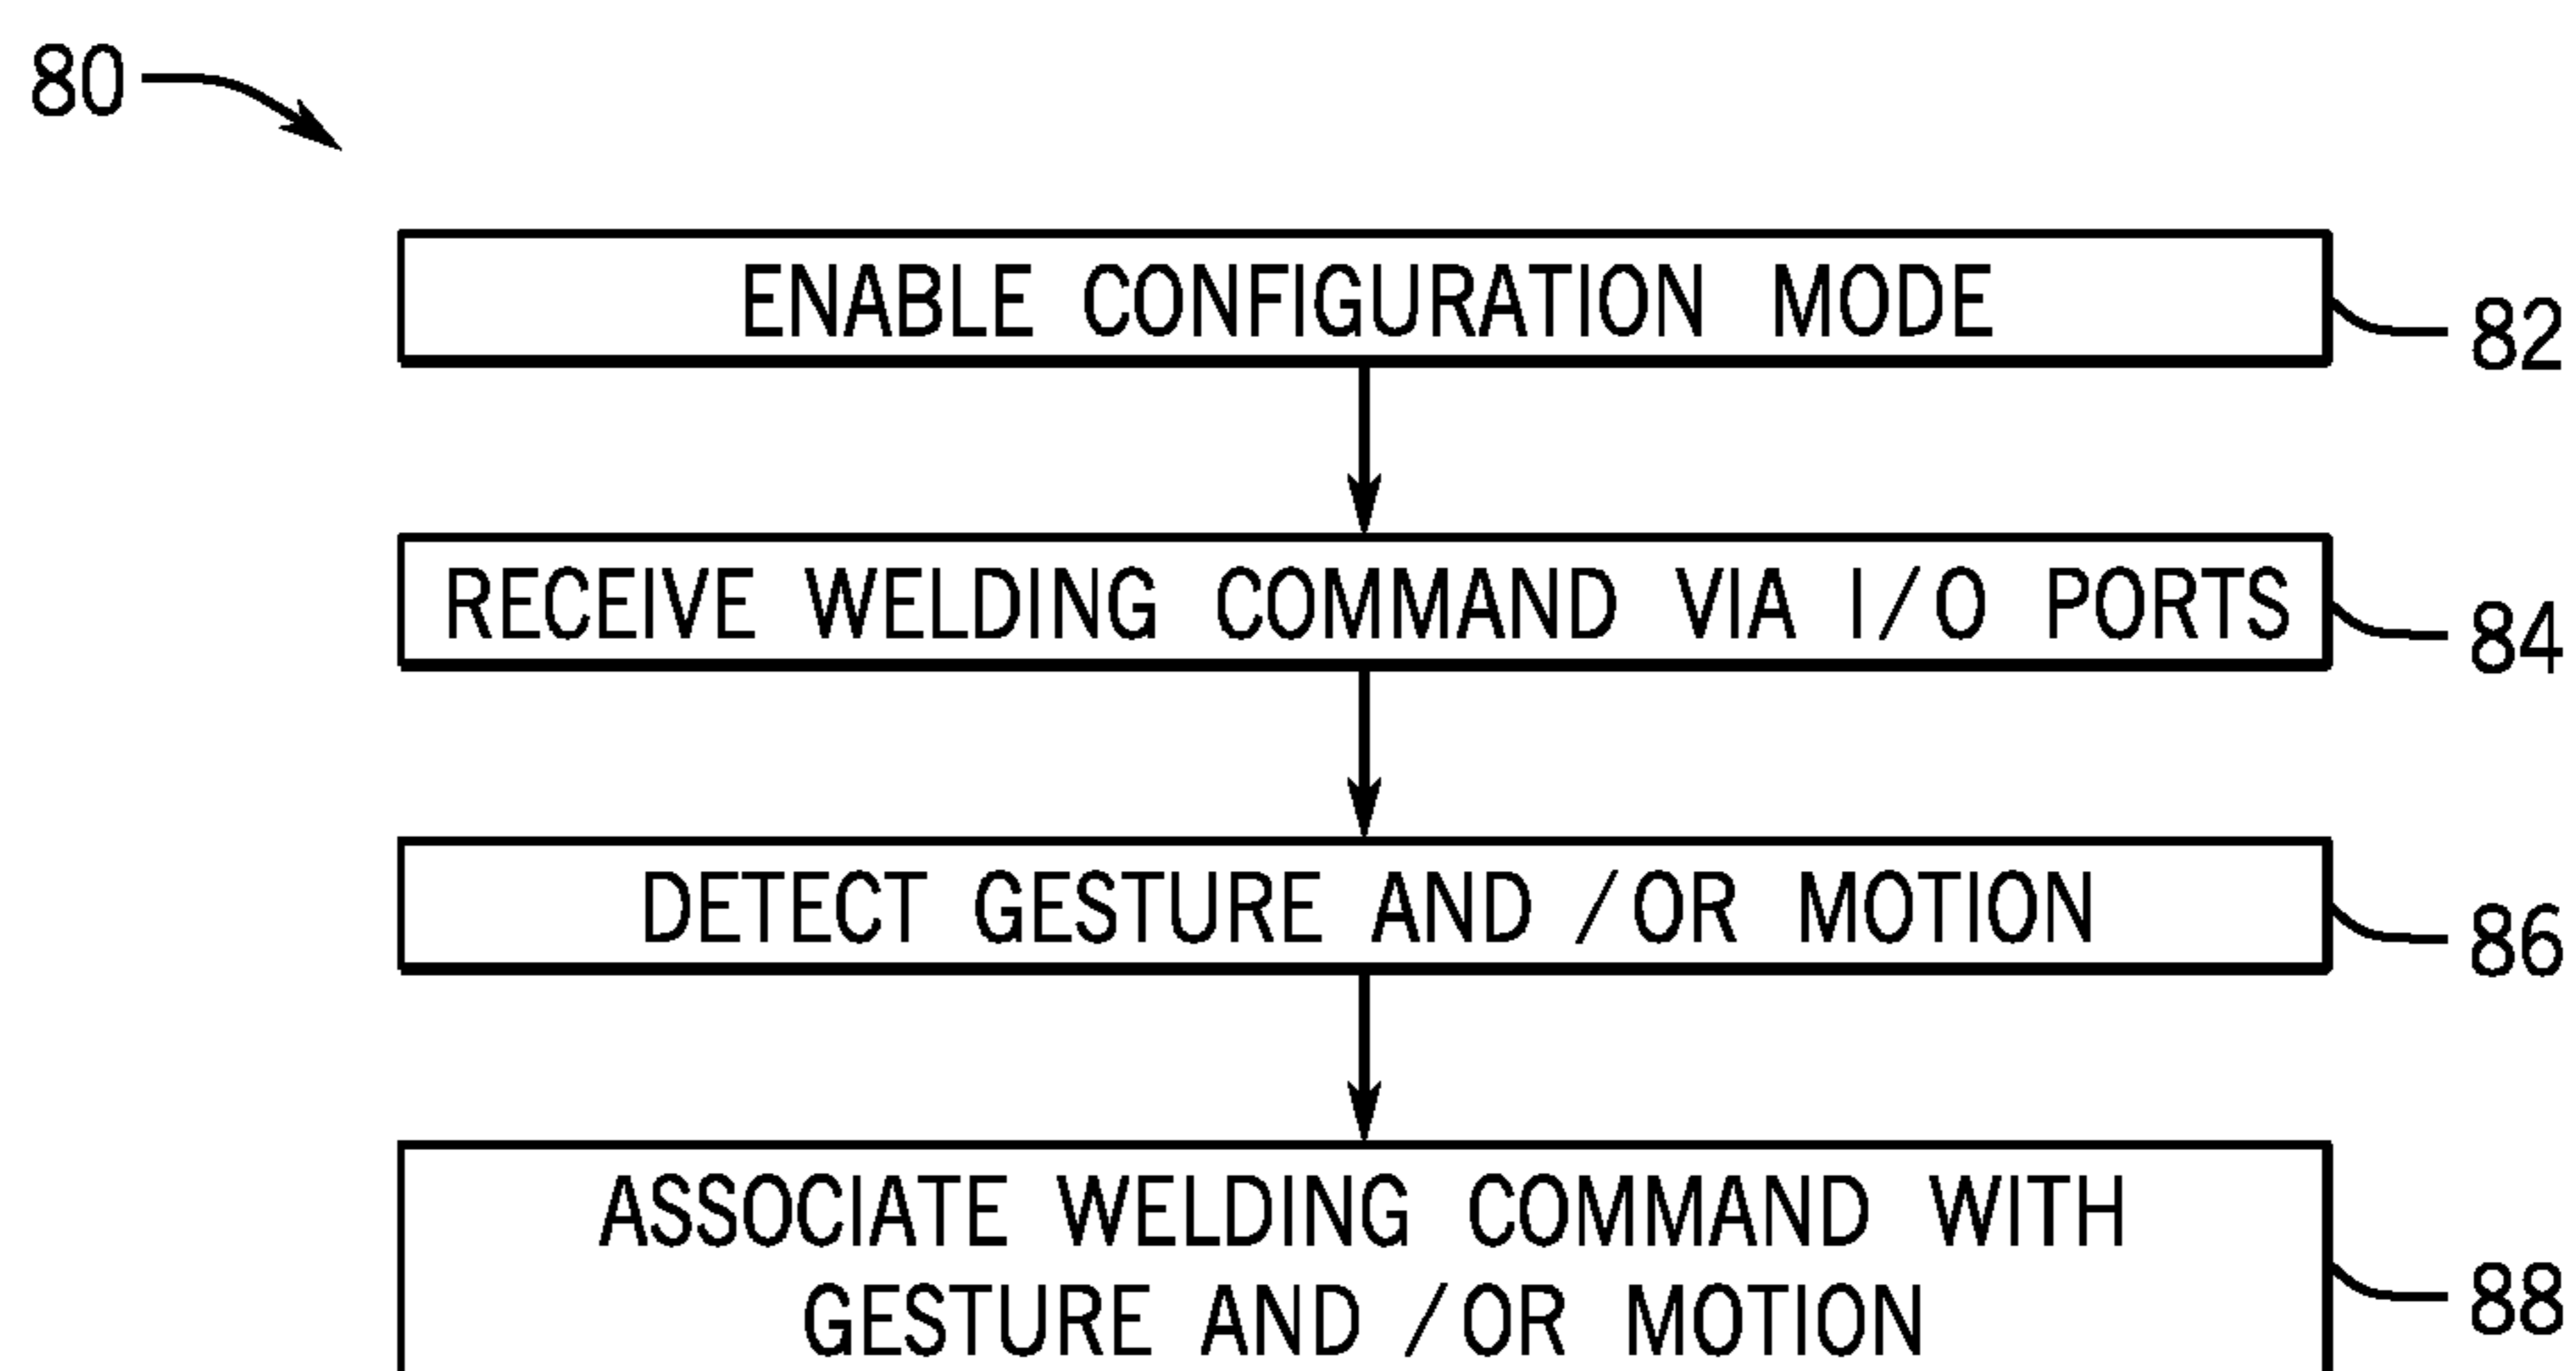 80
ENABLE CONFIGURATION MODE
82
RECEIVE WELDING COMMAND VIA I/O PORTS
84
DETECT GESTURE AND /OR MOTION
86
ASSOCIATE WELDING COMMAND WITH
GESTURE AND /OR MOTION
88